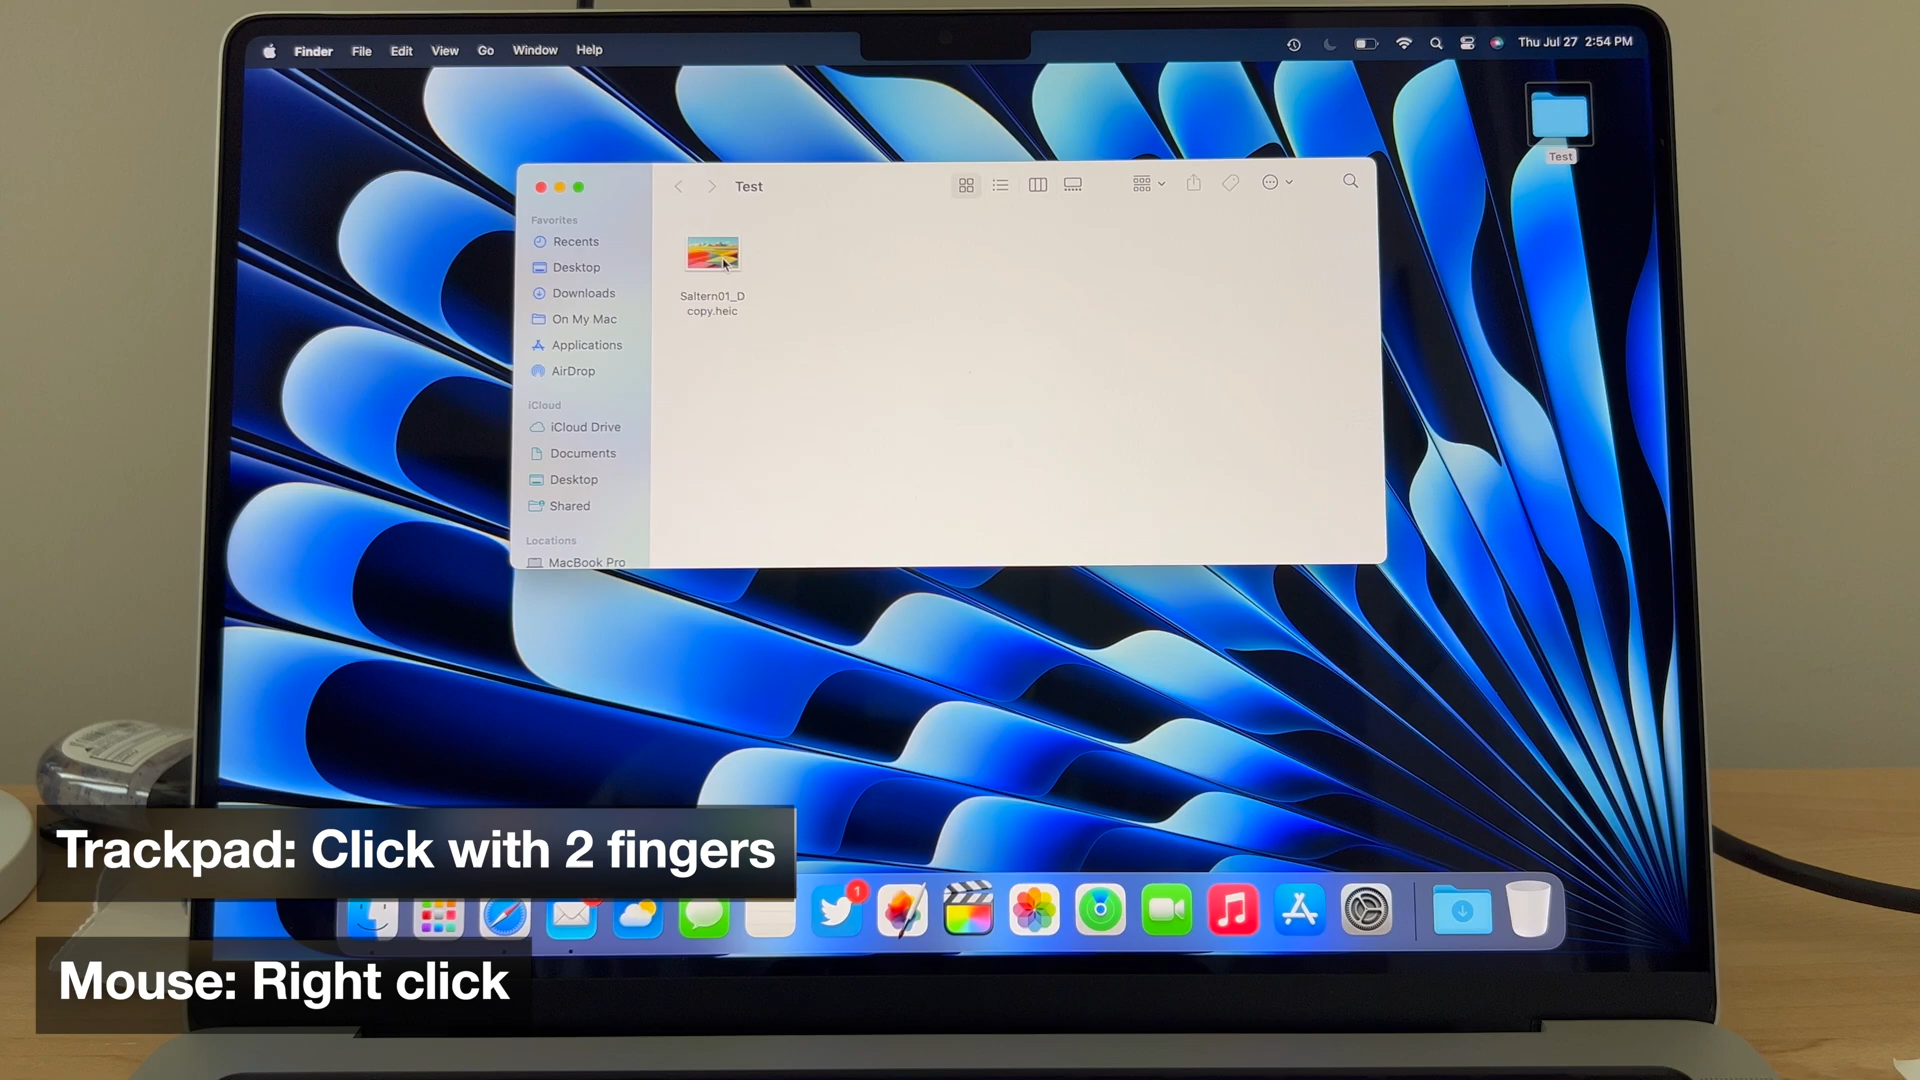 Finder File Edit View Go Window Help
Thu Jul 27 2:54 PM
Test
Test
Favorites
Recents
Desktop
Downloads
On My Mac
Applications
AirDrop
iCloud
iCloud Drive
Documents
Desktop
Shared
Locations
MacBook Pro
Saltern01_D
copy.heic
1
Trackpad: Click with 2 fingers
Mouse: Right click